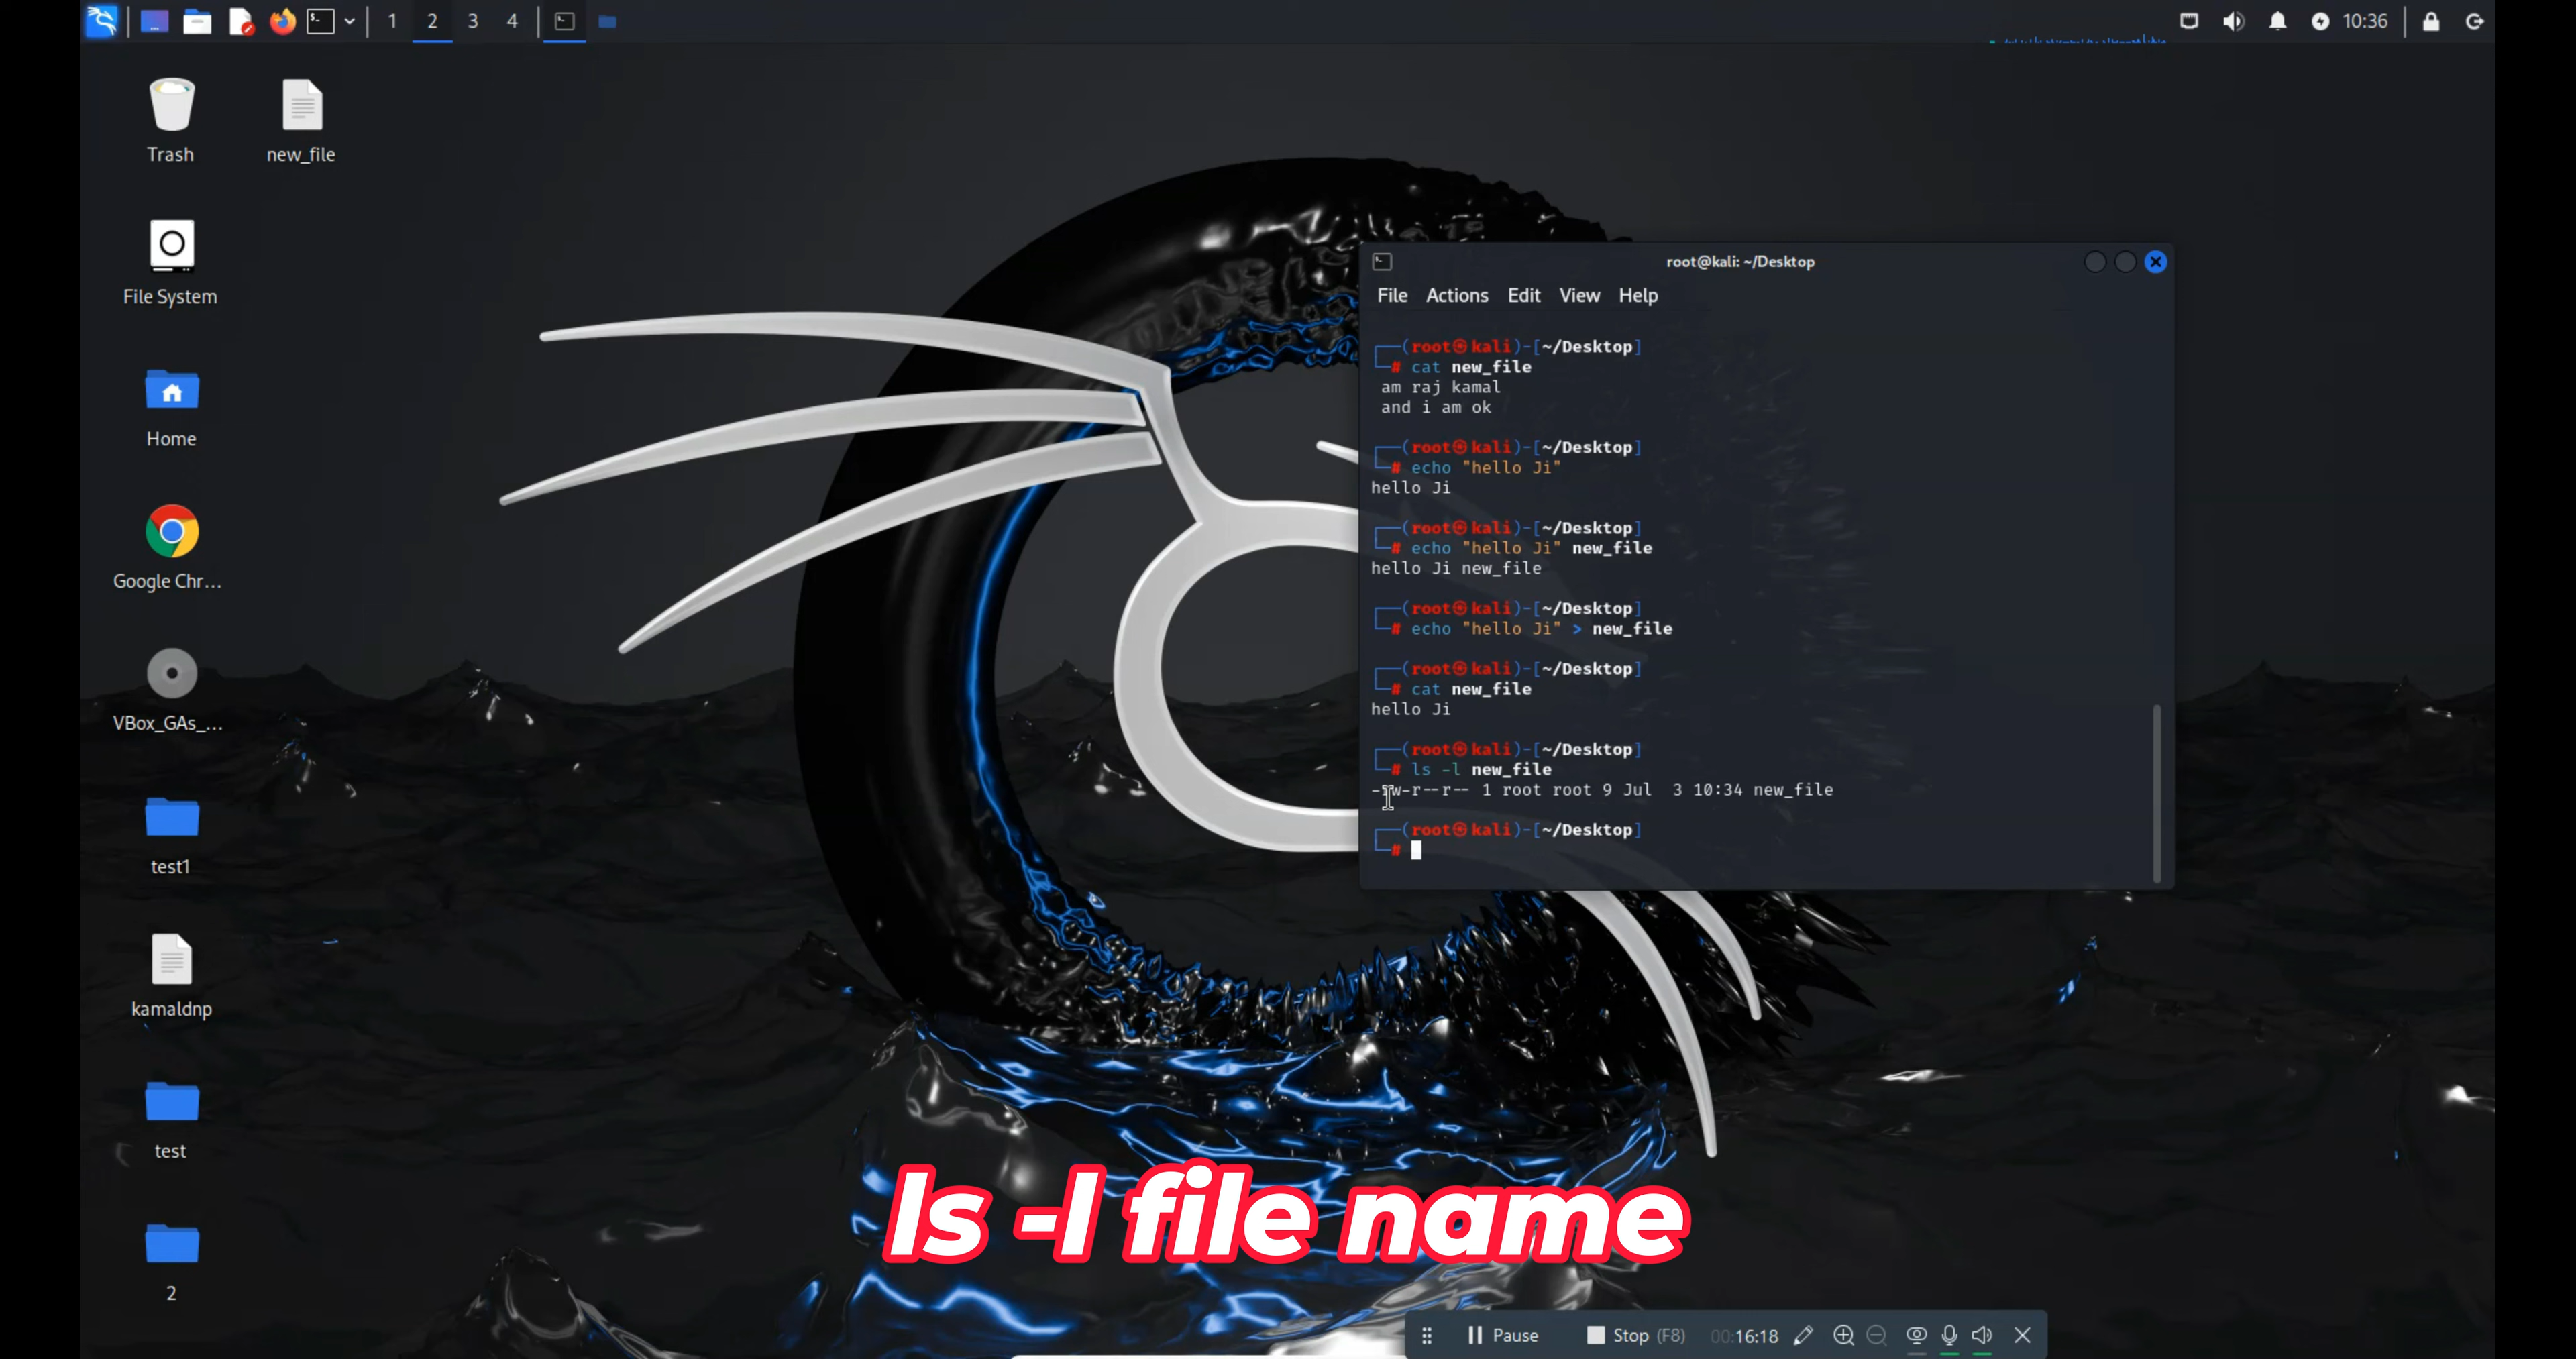 1 2 3 4
10:36
Trash
new_file
File System
Home
Google Chr...
VBox_GAs_...
test1
kamaldnp
test
2
root@kali: ~/Desktop
File Actions Edit View Help
┌──(root㉿kali)-[~/Desktop]
└─# cat new_file
am raj kamal
and i am ok
┌──(root㉿kali)-[~/Desktop]
└─# echo "hello Ji"
hello Ji
┌──(root㉿kali)-[~/Desktop]
└─# echo "hello Ji" new_file
hello Ji new_file
┌──(root㉿kali)-[~/Desktop]
└─# echo "hello Ji" > new_file
┌──(root㉿kali)-[~/Desktop]
└─# cat new_file
hello Ji
┌──(root㉿kali)-[~/Desktop]
└─# ls -l new_file
-rw-r--r-- 1 root root 9 Jul  3 10:34 new_file
┌──(root㉿kali)-[~/Desktop]
└─#
ls -l file name
Pause Stop (F8) 00:16:18